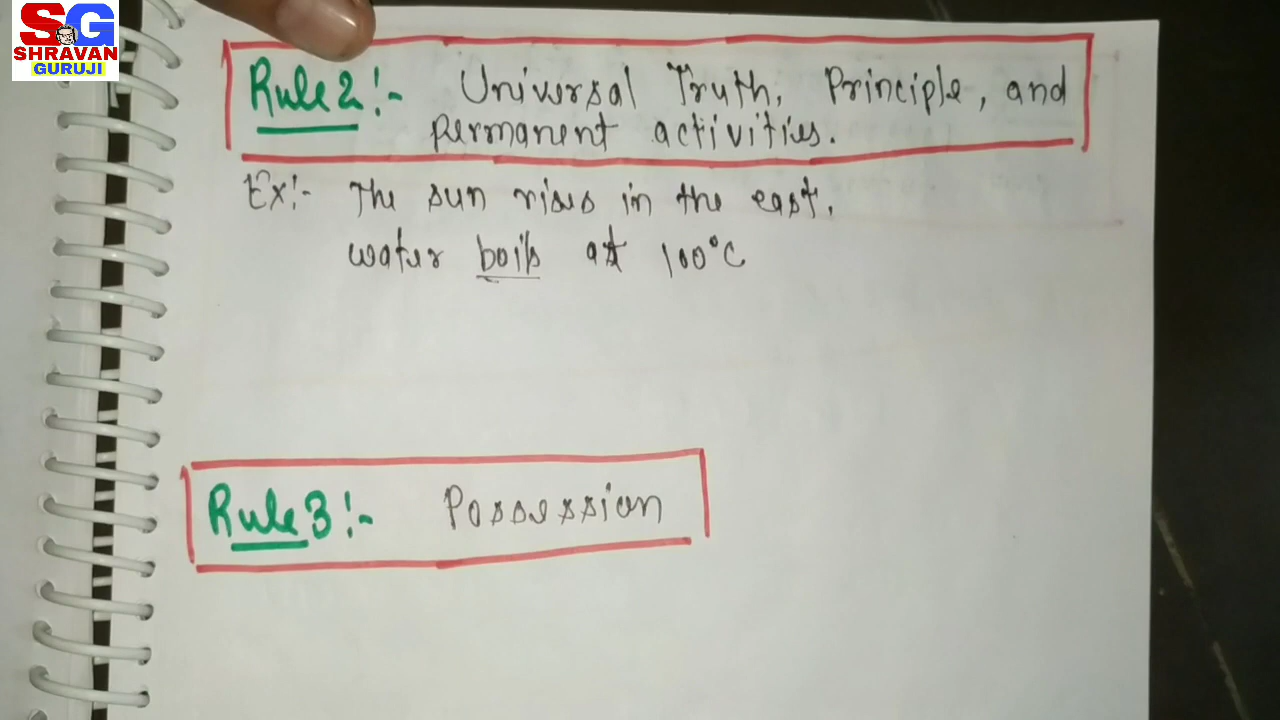 SG
SHRAVAN
GURUJI
Rule 2:- Universal Truth, Principle, and
permanent activities.
Ex:- The sun rises in the east.
water boils at 100°C
Rule 3:- Possession